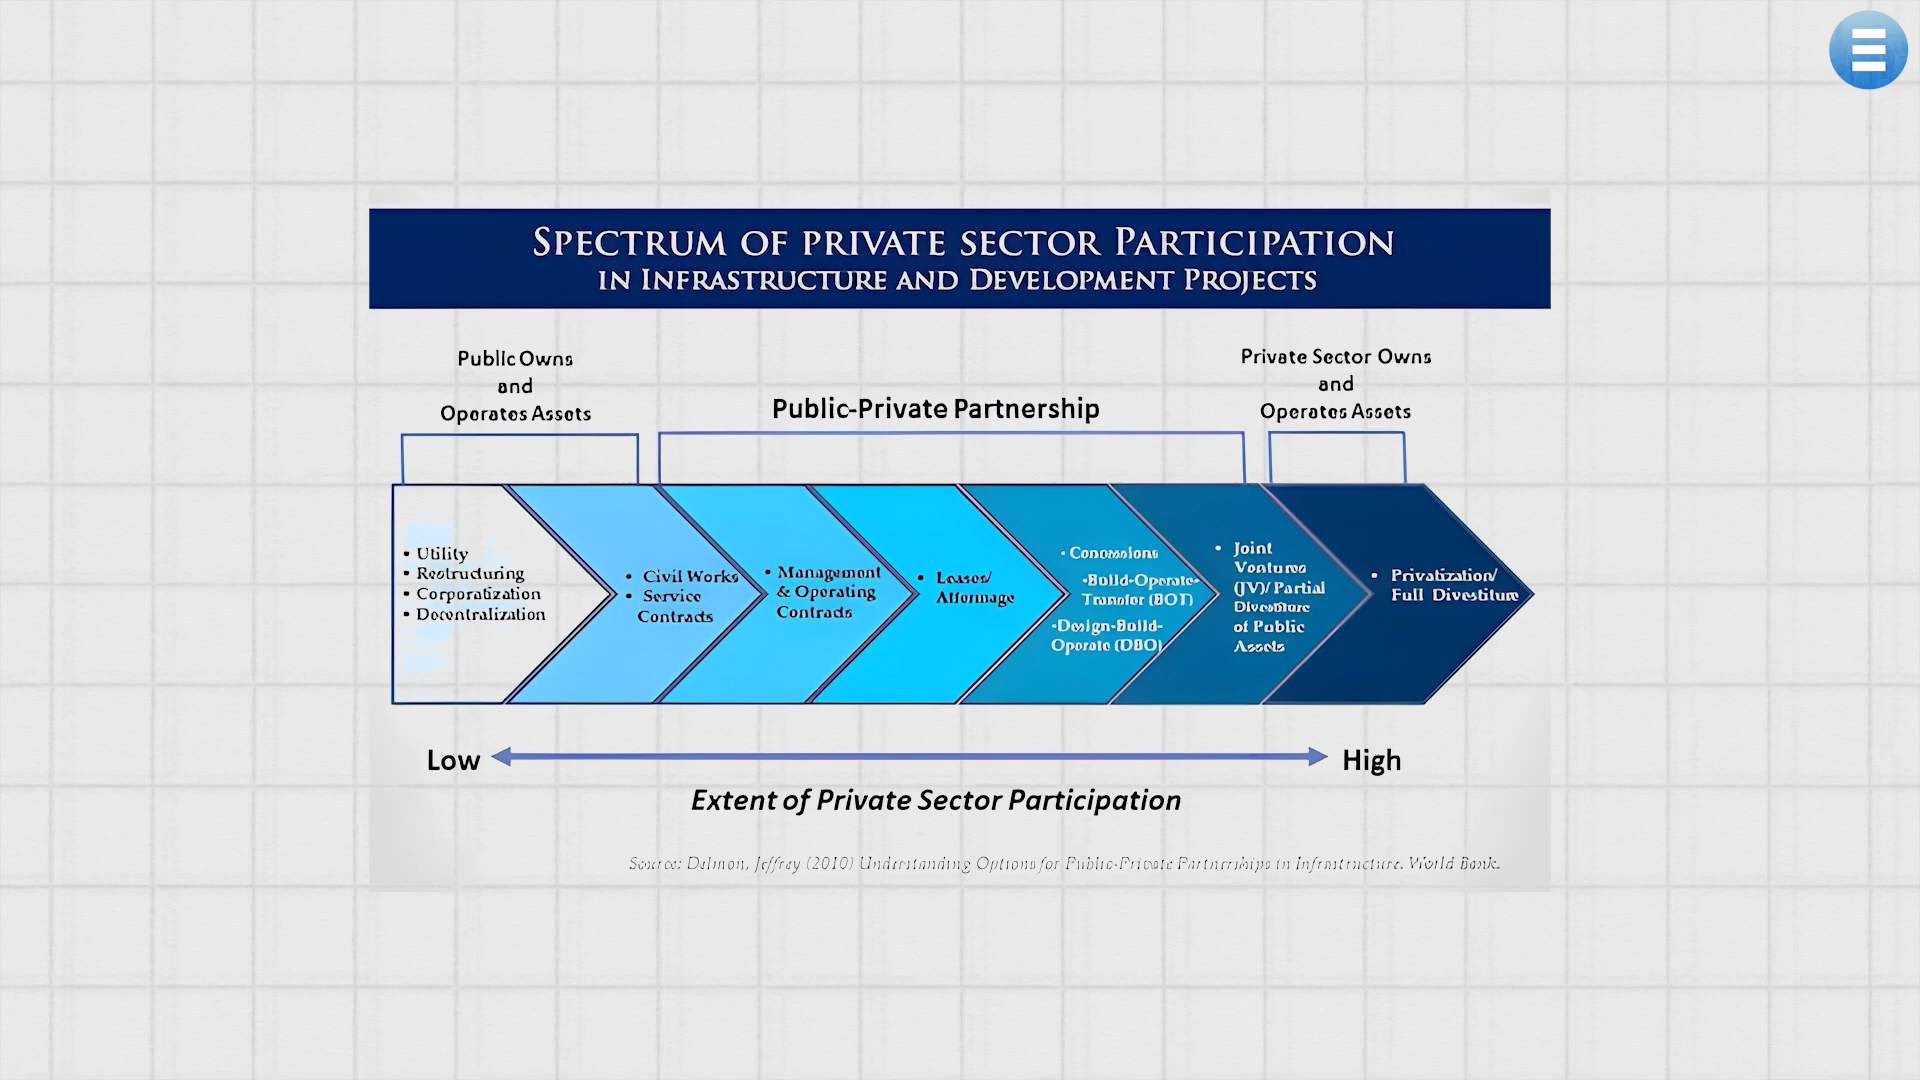 SPECTRUM OF PRIVATE SECTOR PARTICIPATION
IN INFRASTRUCTURE AND DEVELOPMENT PROJECTS
Public Owns
and
Operates Assets
Public-Private Partnership
Private Sector Owns
and
Operates Assets
• Utility
• Restructuring
• Corporatization
• Decentralization
• Civil Works
• Service
Contracts
• Management
& Operating
Contracts
• Leases/
Affermage
• Concessions
•Build-Operate-
Transfer (BOT)
•Design-Build-
Operate (DBO)
• Joint
Ventures
(JV)/ Partial
Divestiture
of Public
Assets
• Privatization/
Full Divestiture
Low
High
Extent of Private Sector Participation
Source: Delmon, Jeffrey (2010) Understanding Options for Public-Private Partnerships in Infrastructure. World Bank.